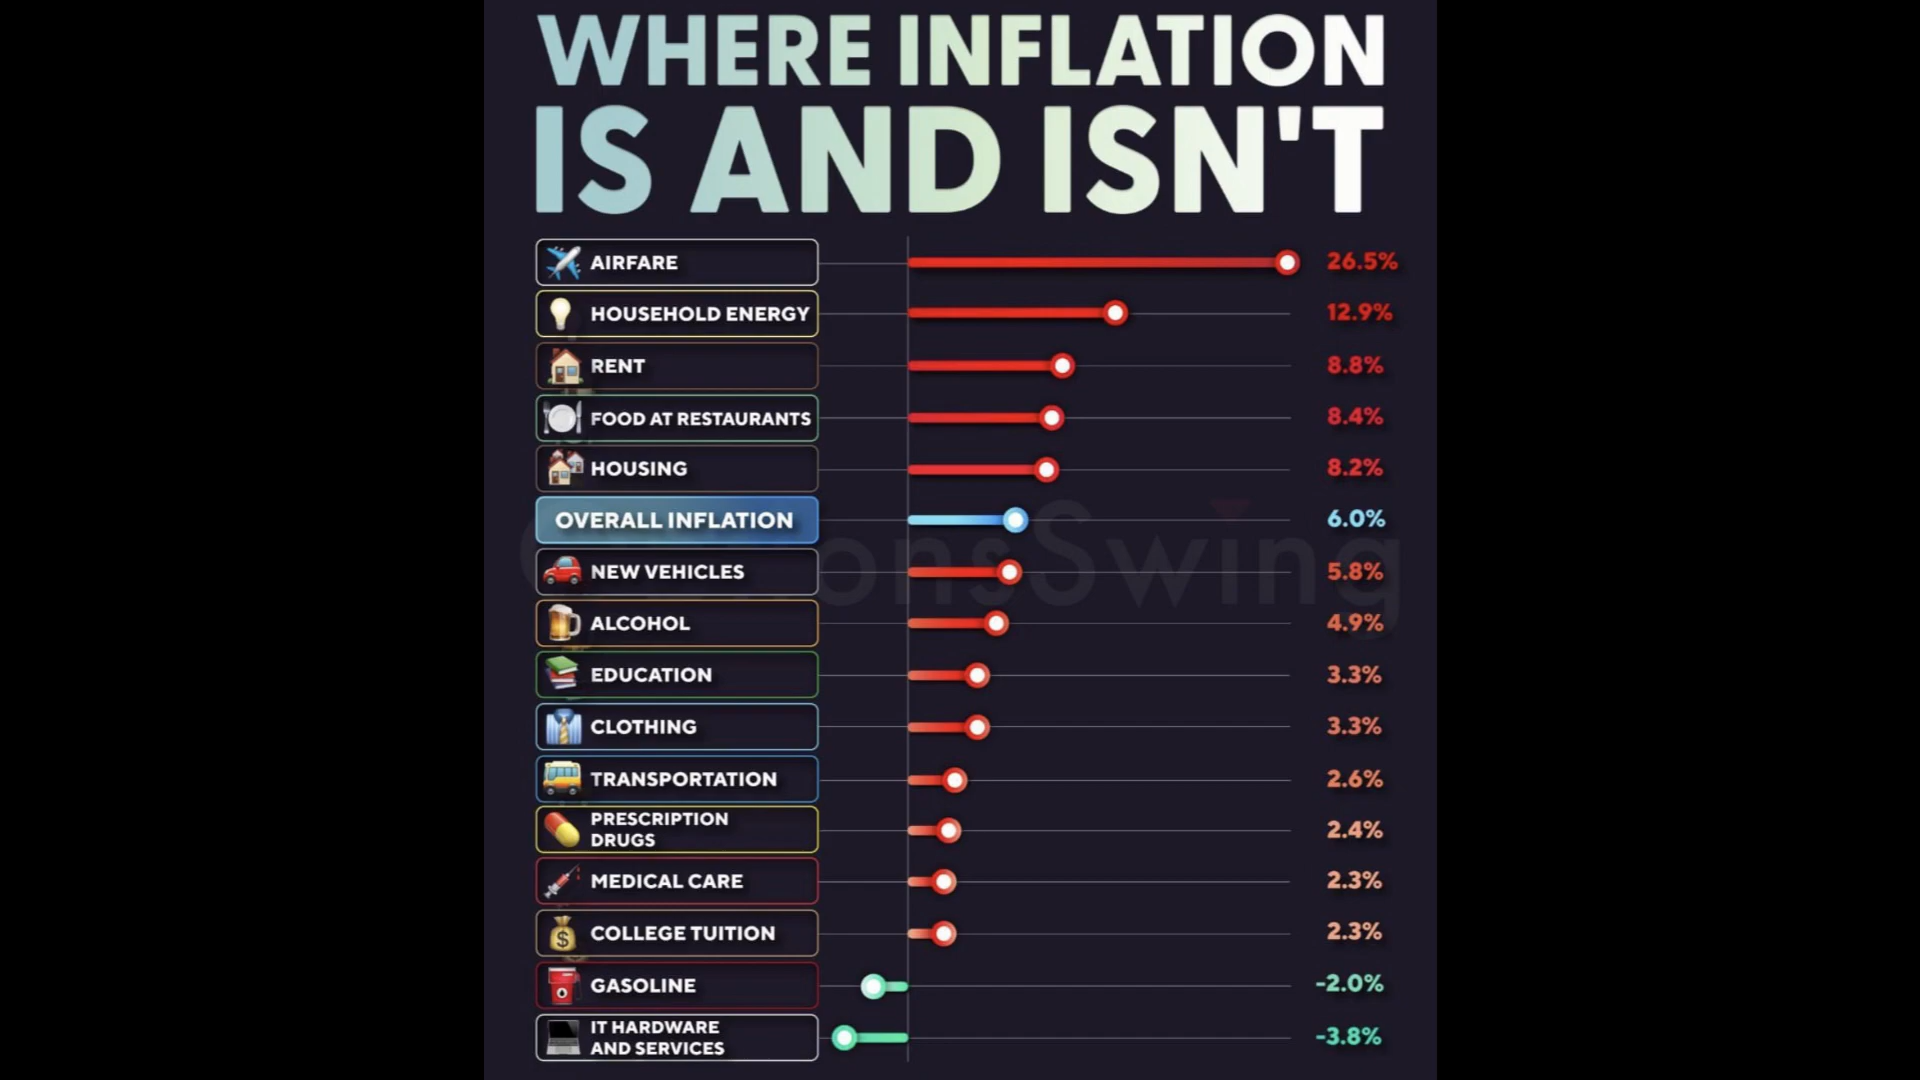 WHERE INFLATION
IS AND ISN'T
AIRFARE 26.5%
HOUSEHOLD ENERGY 12.9%
RENT 8.8%
FOOD AT RESTAURANTS 8.4%
HOUSING 8.2%
OVERALL INFLATION 6.0%
NEW VEHICLES 5.8%
ALCOHOL 4.9%
EDUCATION 3.3%
CLOTHING 3.3%
TRANSPORTATION 2.6%
PRESCRIPTION
DRUGS 2.4%
MEDICAL CARE 2.3%
COLLEGE TUITION 2.3%
GASOLINE -2.0%
IT HARDWARE
AND SERVICES -3.8%